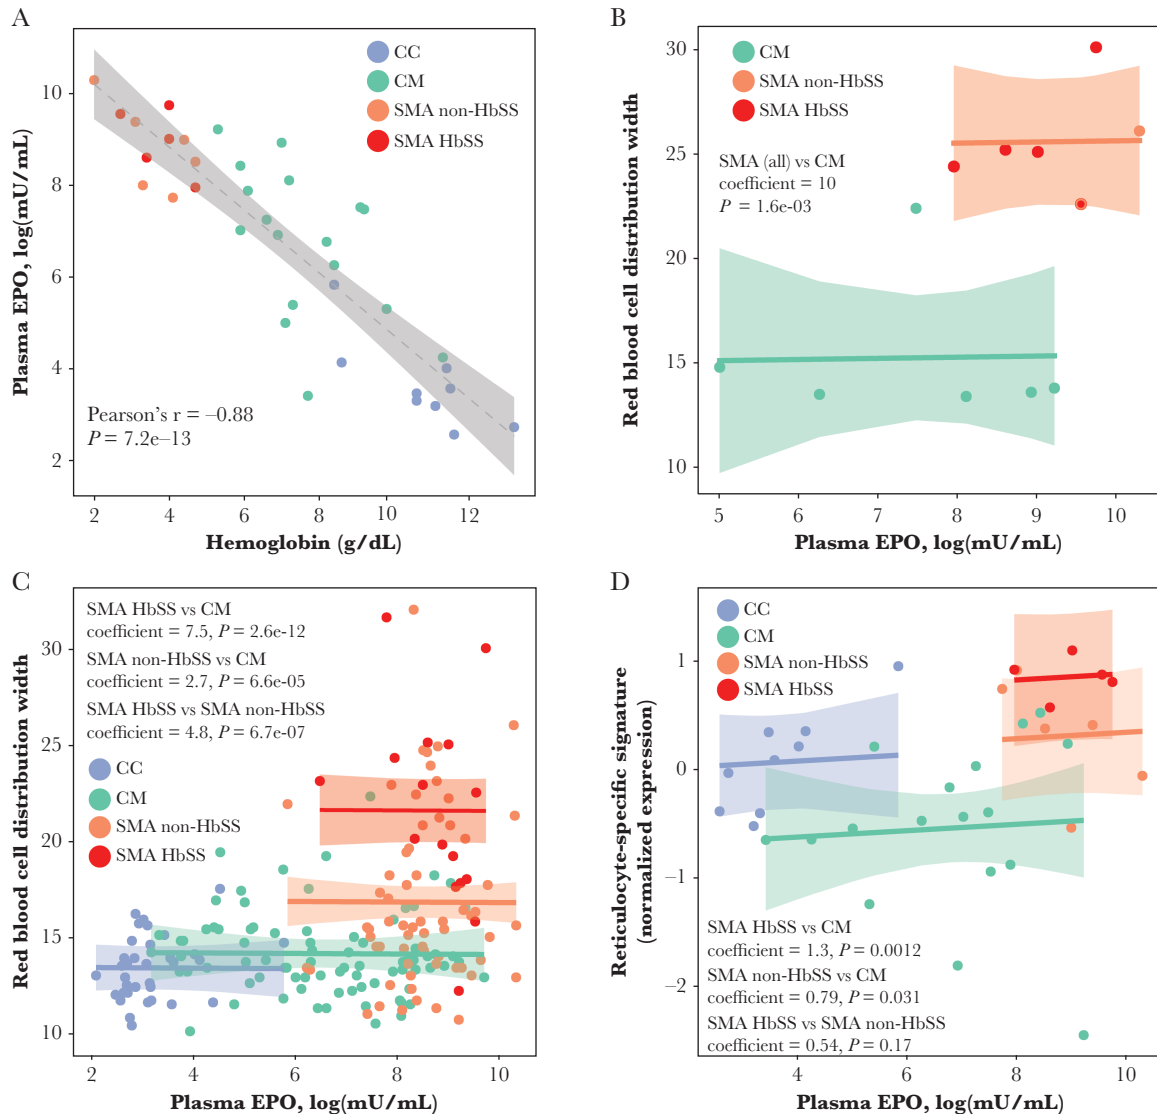 A
10
8
6
4
2
Plasma EPO, log(mU/mL)
CC
CM
SMA non-HbSS
SMA HbSS
Pearson's r = –0.88
P = 7.2e–13
2
4
6
8
10
12
Hemoglobin (g/dL)
B
30
25
20
15
10
Red blood cell distribution width
CM
SMA non-HbSS
SMA HbSS
SMA (all) vs CM
coefficient = 10
P = 1.6e-03
5
6
7
8
9
10
Plasma EPO, log(mU/mL)
C
30
25
20
15
10
Red blood cell distribution width
SMA HbSS vs CM
coefficient = 7.5, P = 2.6e-12
SMA non-HbSS vs CM
coefficient = 2.7, P = 6.6e-05
SMA HbSS vs SMA non-HbSS
coefficient = 4.8, P = 6.7e-07
CC
CM
SMA non-HbSS
SMA HbSS
2
4
6
8
10
Plasma EPO, log(mU/mL)
D
1
0
–1
–2
Reticulocyte-specific signature
(normalized expression)
CC
CM
SMA non-HbSS
SMA HbSS
SMA HbSS vs CM
coefficient = 1.3, P = 0.0012
SMA non-HbSS vs CM
coefficient = 0.79, P = 0.031
SMA HbSS vs SMA non-HbSS
coefficient = 0.54, P = 0.17
4
6
8
10
Plasma EPO, log(mU/mL)